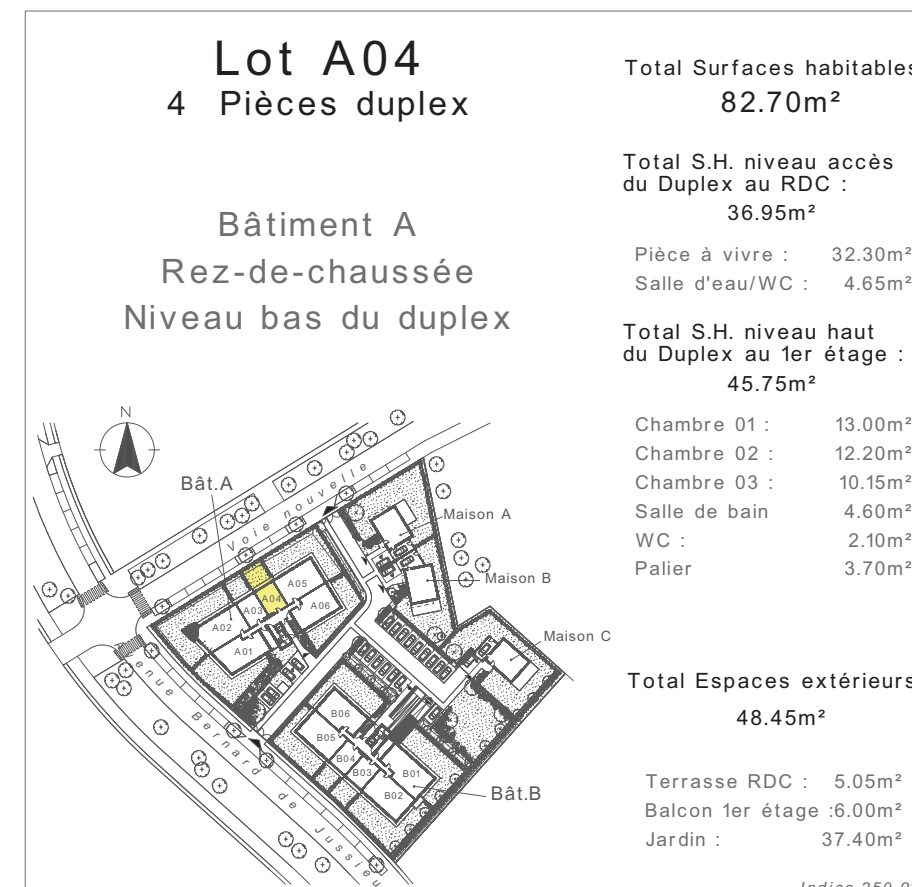 Lot A04
4 Pièces duplex
Bâtiment A
Rez-de-chaussée
Niveau bas du duplex
Total Surfaces habitables
82.70m²
Total S.H. niveau accès
du Duplex au RDC :
36.95m²
Pièce à vivre : 32.30m²
Salle d'eau/WC : 4.65m²
Total S.H. niveau haut
du Duplex au 1er étage :
45.75m²
Chambre 01 : 13.00m²
Chambre 02 : 12.20m²
Chambre 03 : 10.15m²
Salle de bain 4.60m²
WC : 2.10m²
Palier 3.70m²
Total Espaces extérieurs
48.45m²
Terrasse RDC : 5.05m²
Balcon 1er étage :6.00m²
Jardin : 37.40m²
N
Bât.A
Voie nouvelle
Maison A
Maison B
Maison C
A05
A04
A03
A06
A02
A01
B06
B05
B04
B03
B01
B02
Bât.B
Bernard de Jussieu
Indice